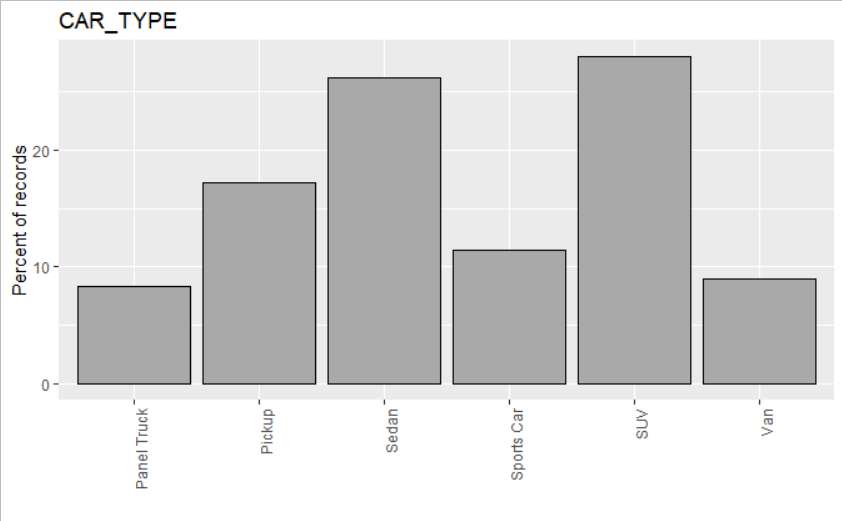 CAR_TYPE
Percent of records
20
10
0
Panel Truck
Pickup
Sedan
Sports Car
SUV
Van